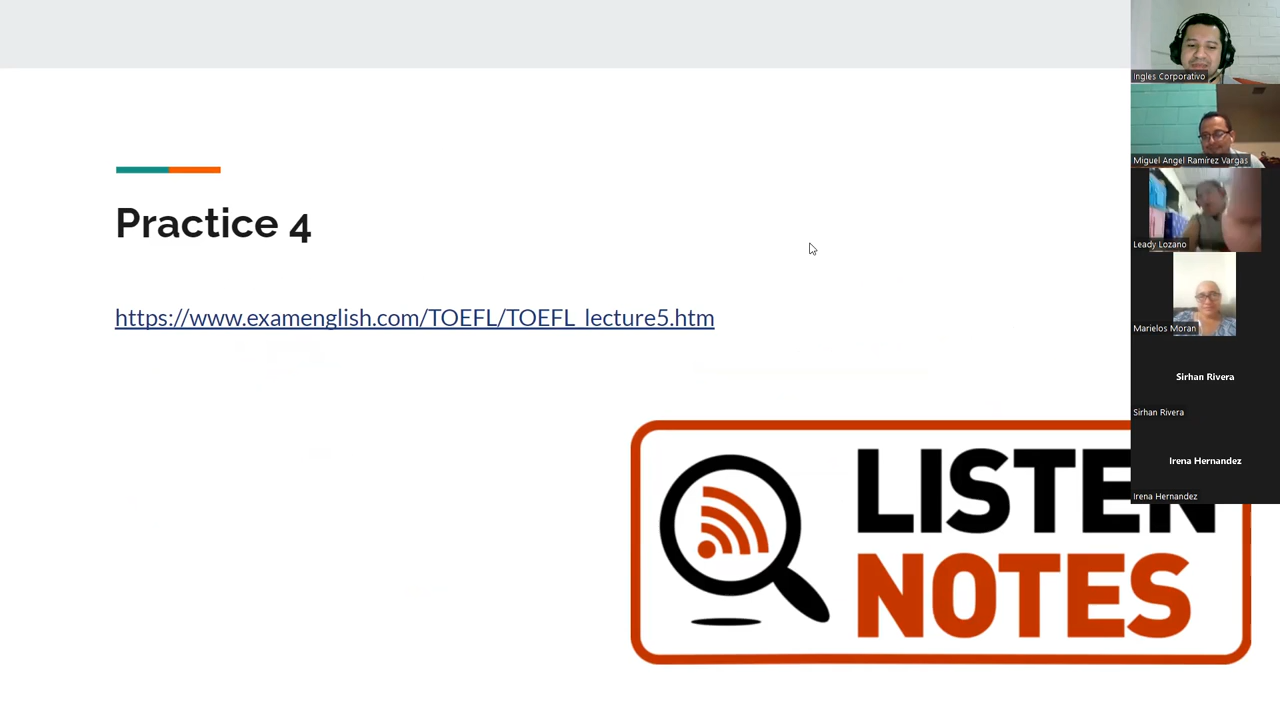 Practice 4
https://www.examenglish.com/TOEFL/TOEFL_lecture5.htm
LISTEN
NOTES
Ingles Corporativo
Miguel Angel Ramírez Vargas
Leady Lozano
Marielos Moran
Sirhan Rivera
Sirhan Rivera
Irena Hernandez
Irena Hernandez